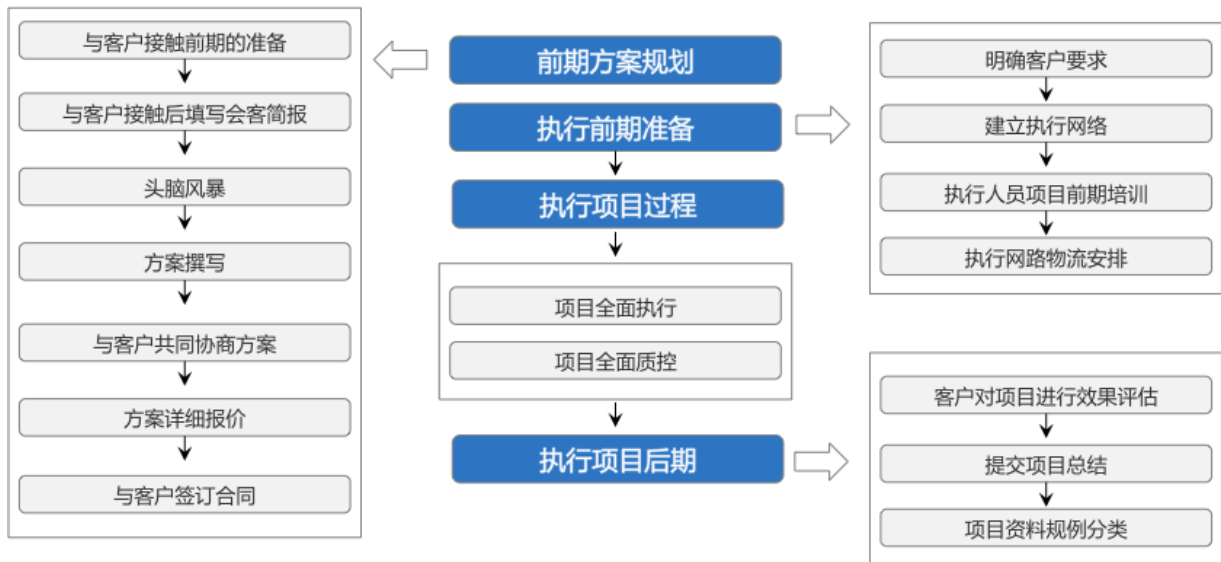 与客户接触前期的准备
与客户接触后填写会客简报
头脑风暴
方案撰写
与客户共同协商方案
方案详细报价
与客户签订合同
前期方案规划
执行前期准备
执行项目过程
项目全面执行
项目全面质控
执行项目后期
明确客户要求
建立执行网络
执行人员项目前期培训
执行网路物流安排
客户对项目进行效果评估
提交项目总结
项目资料规例分类